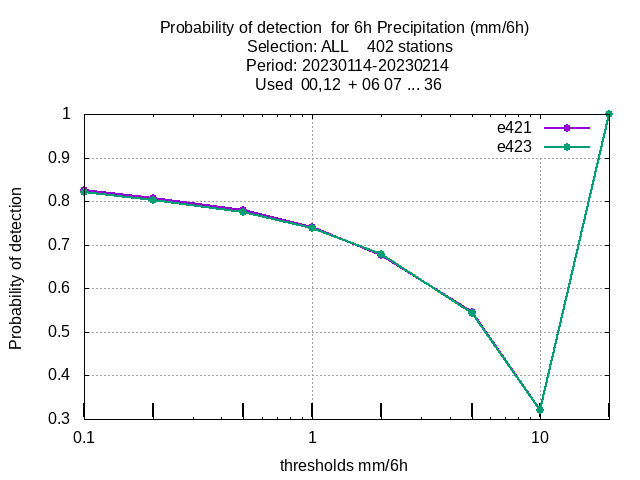 Probability of detection  for 6h Precipitation (mm/6h)
Selection: ALL    402 stations
Period: 20230114-20230214
Used  00,12  + 06 07 ... 36
e421
e423
1
0.9
0.8
0.7
0.6
0.5
0.4
0.3
Probability of detection
0.1
1
10
thresholds mm/6h